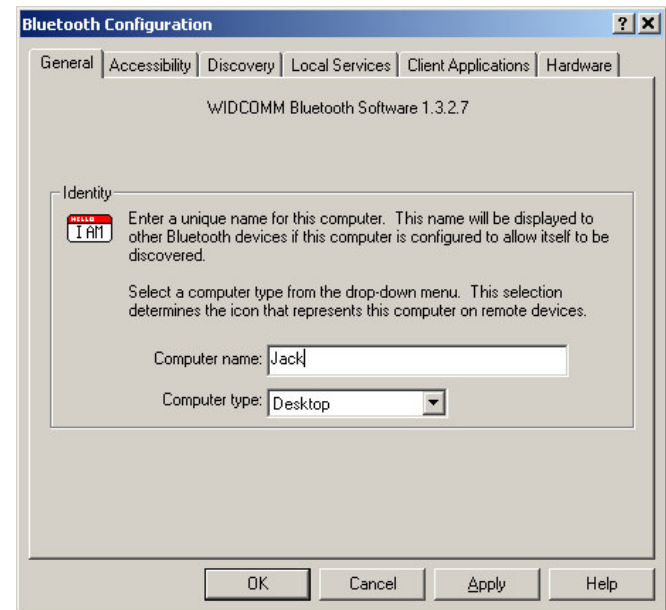 Bluetooth Configuration
General Accessibility Discovery Local Services Client Applications Hardware
WIDCOMM Bluetooth Software 1.3.2.7
Identity
HELLO
I AM
Enter a unique name for this computer.  This name will be displayed to
other Bluetooth devices if this computer is configured to allow itself to be
discovered.
Select a computer type from the drop-down menu.  This selection
determines the icon that represents this computer on remote devices.
Computer name: Jack
Computer type: Desktop
OK Cancel Apply Help